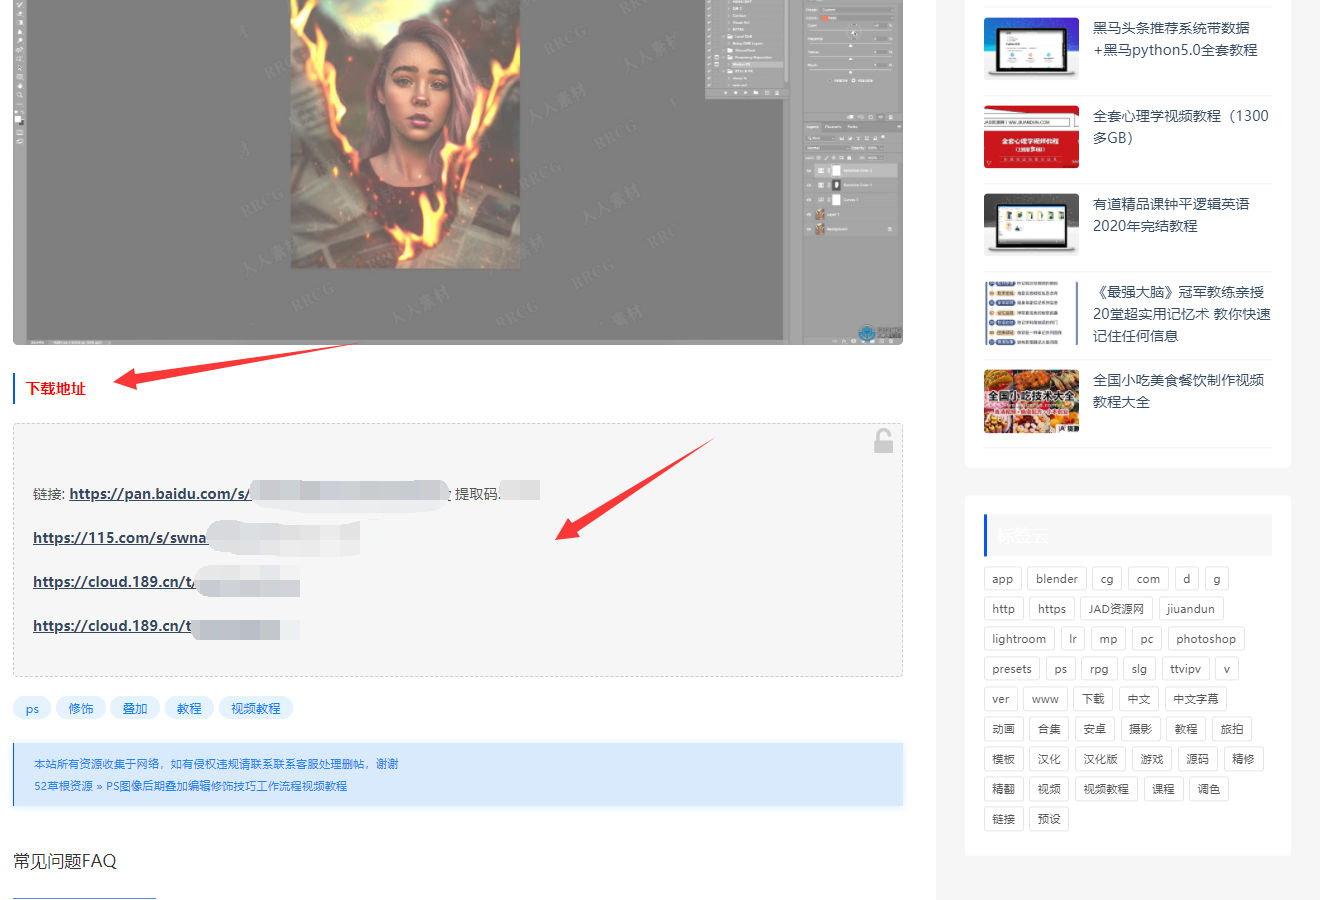 人人素材
RRCG
下载地址
链接: https://pan.baidu.com/s/ 提取码:
https://115.com/s/swna
https://cloud.189.cn/t/
https://cloud.189.cn/t
ps 修饰 叠加 教程 视频教程
本站所有资源收集于网络，如有侵权违规请联系联系客服处理删帖，谢谢
52草根资源 » PS图像后期叠加编辑修饰技巧工作流程视频教程
常见问题FAQ
黑马头条推荐系统带数据
+黑马python5.0全套教程
全套心理学视频教程（1300
多GB）
有道精品课钟平逻辑英语
2020年完结教程
《最强大脑》冠军教练亲授
20堂超实用记忆术 教你快速
记住任何信息
全国小吃技术大全
全国小吃美食餐饮制作视频
教程大全
标签云
app blender cg com d g
http https JAD资源网 jiuandun
lightroom lr mp pc photoshop
presets ps rpg slg ttvipv v
ver www 下载 中文 中文字幕
动画 合集 安卓 摄影 教程 旅拍
模板 汉化 汉化版 游戏 源码 精修
精翻 视频 视频教程 课程 调色
链接 预设